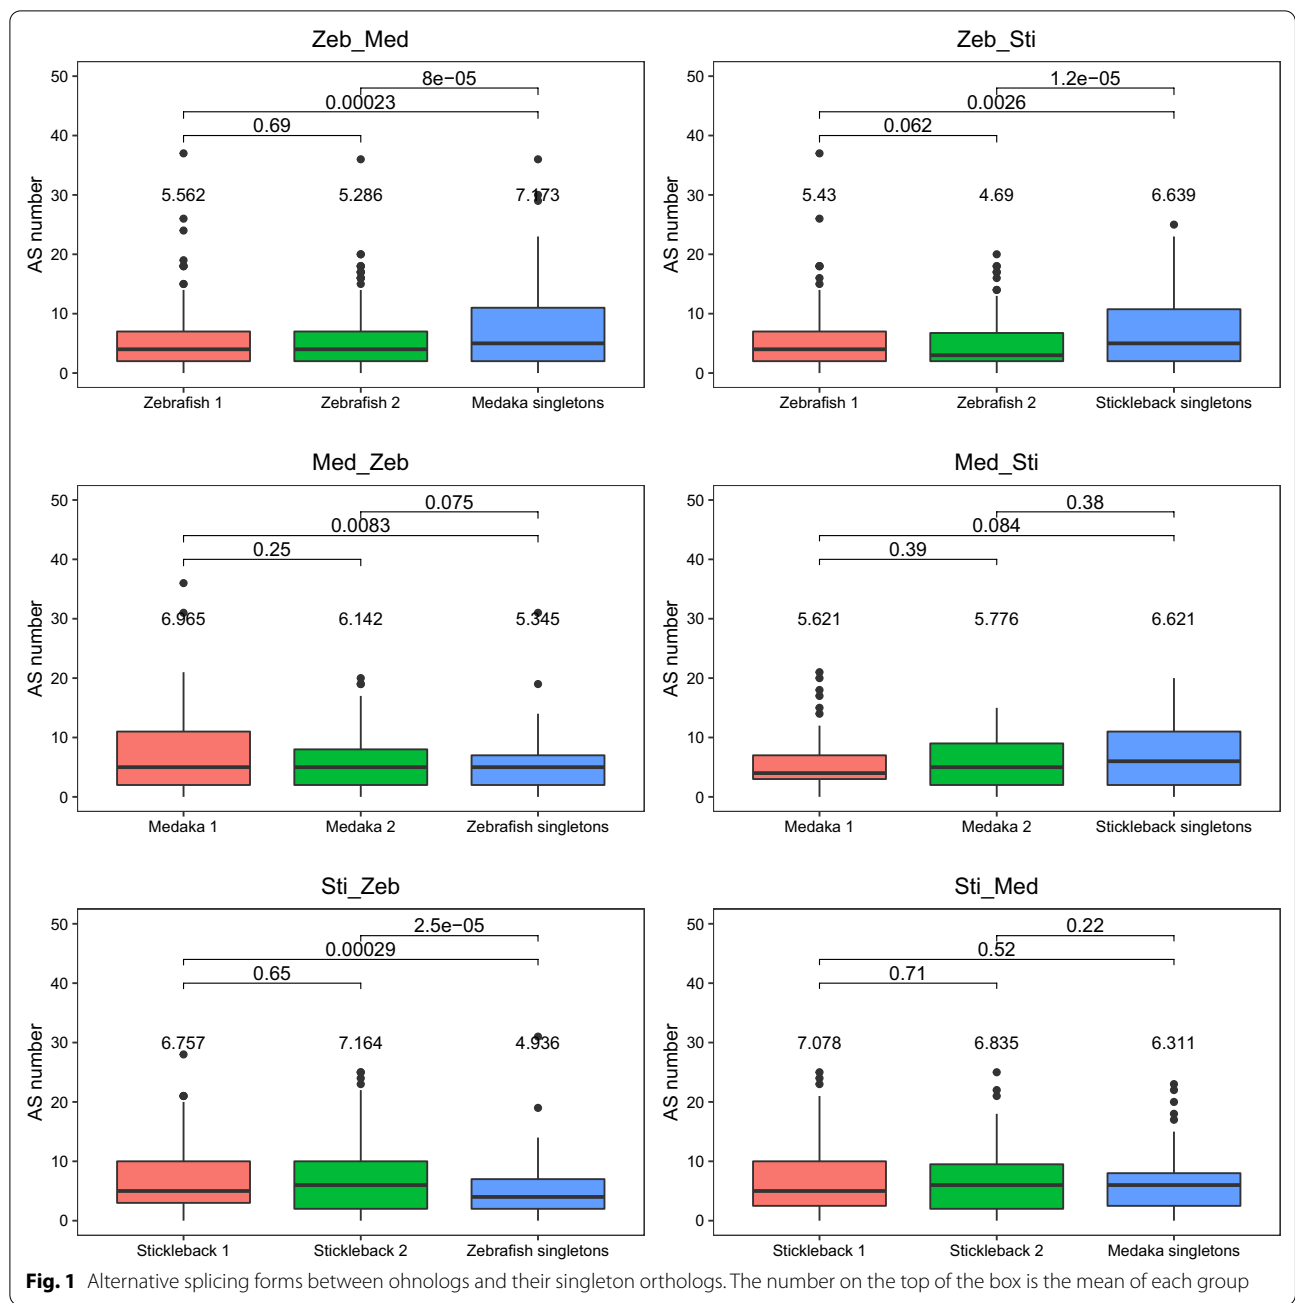 Zeb_Med
50
40
30
20
10
0
AS number
8e−05
0.00023
0.69
5.562
5.286
7.173
Zebrafish 1
Zebrafish 2
Medaka singletons
Zeb_Sti
50
40
30
20
10
0
AS number
1.2e−05
0.0026
0.062
5.43
4.69
6.639
Zebrafish 1
Zebrafish 2
Stickleback singletons
Med_Zeb
50
40
30
20
10
0
AS number
0.075
0.0083
0.25
6.965
6.142
5.345
Medaka 1
Medaka 2
Zebrafish singletons
Med_Sti
50
40
30
20
10
0
AS number
0.38
0.084
0.39
5.621
5.776
6.621
Medaka 1
Medaka 2
Stickleback singletons
Sti_Zeb
50
40
30
20
10
0
AS number
2.5e−05
0.00029
0.65
6.757
7.164
4.936
Stickleback 1
Stickleback 2
Zebrafish singletons
Sti_Med
50
40
30
20
10
0
AS number
0.22
0.52
0.71
7.078
6.835
6.311
Stickleback 1
Stickleback 2
Medaka singletons
Fig. 1 Alternative splicing forms between ohnologs and their singleton orthologs. The number on the top of the box is the mean of each group